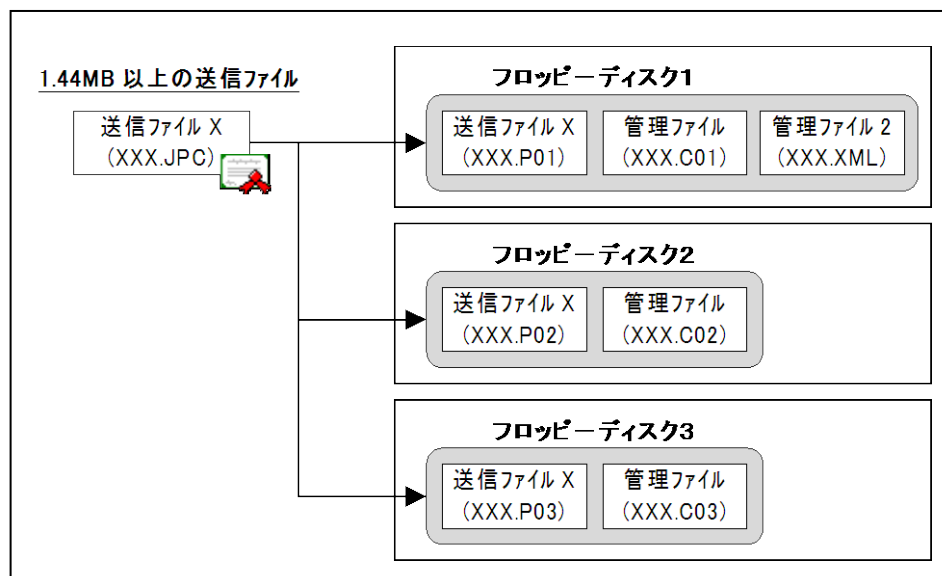 1.44MB 以上の送信ファイル
送信ファイル X
(XXX.JPC)
フロッピーディスク1
送信ファイル X
(XXX.P01)
管理ファイル
(XXX.C01)
管理ファイル 2
(XXX.XML)
フロッピーディスク2
送信ファイル X
(XXX.P02)
管理ファイル
(XXX.C02)
フロッピーディスク3
送信ファイル X
(XXX.P03)
管理ファイル
(XXX.C03)